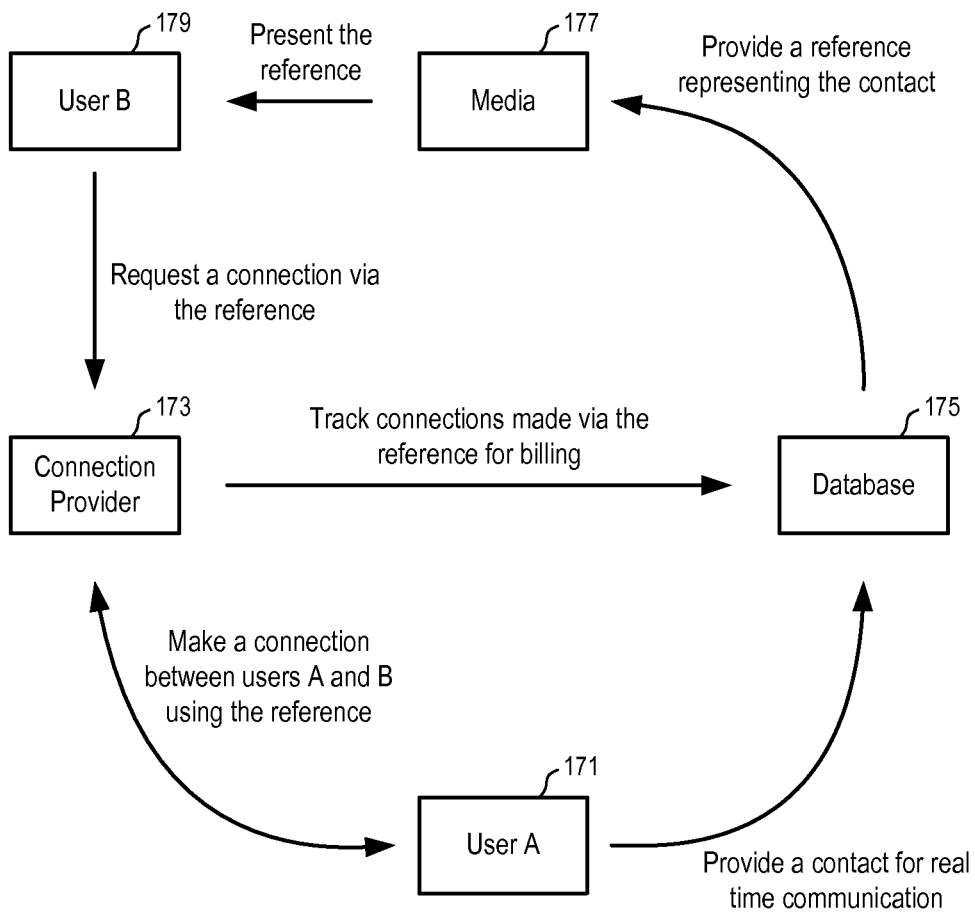 179
User B
Present the
reference
177
Media
Provide a reference
representing the contact
Request a connection via
the reference
173
Connection
Provider
Track connections made via the
reference for billing
175
Database
Make a connection
between users A and B
using the reference
171
User A
Provide a contact for real
time communication